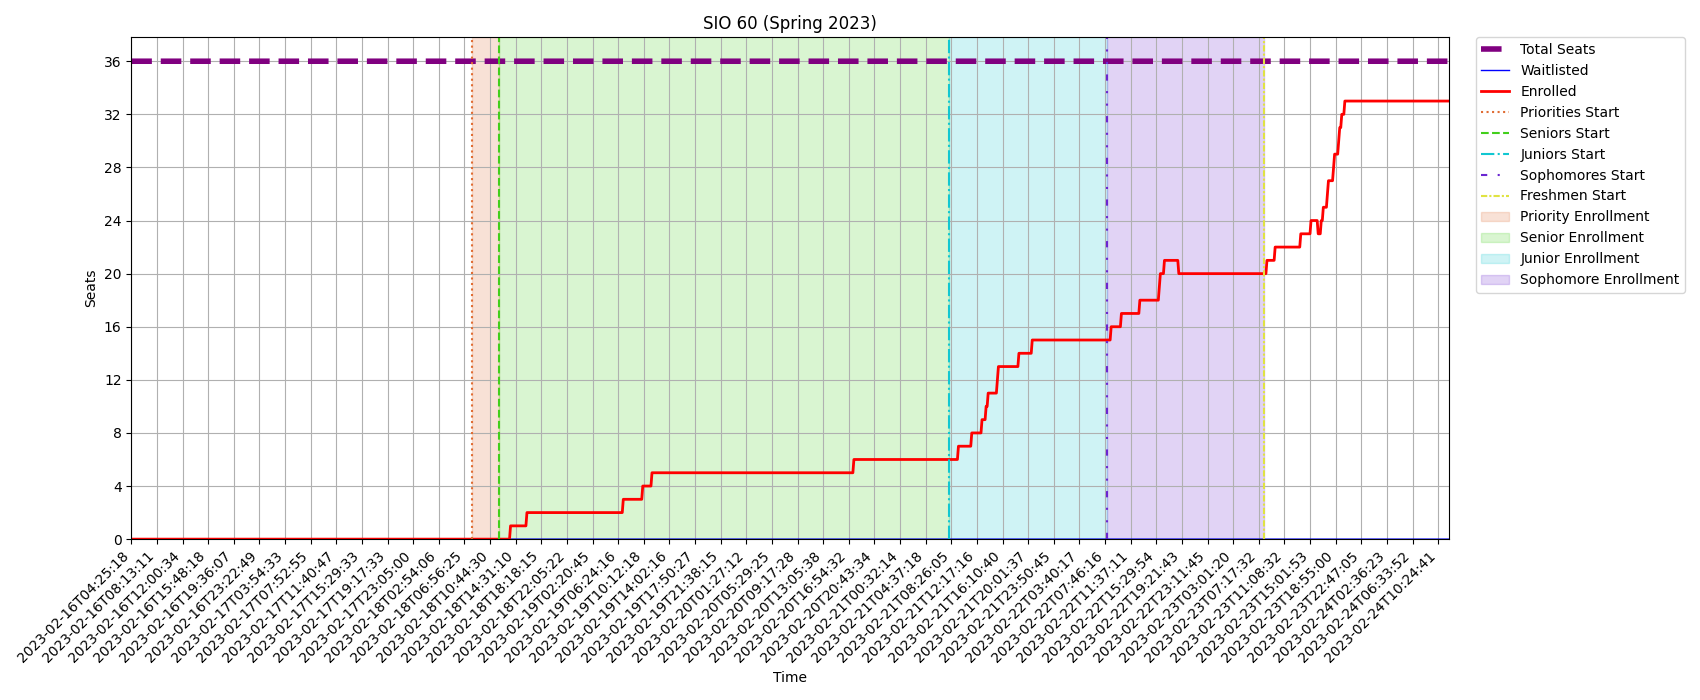 SIO 60 (Spring 2023)
Seats
36
32
28
24
20
16
12
8
4
0
2023-02-16T04:25:18
2023-02-16T08:13:11
2023-02-16T12:00:34
2023-02-16T15:48:18
2023-02-16T19:36:07
2023-02-16T23:22:49
2023-02-17T03:54:33
2023-02-17T07:52:55
2023-02-17T11:40:47
2023-02-17T15:29:33
2023-02-17T19:17:33
2023-02-17T23:05:00
2023-02-18T02:54:06
2023-02-18T06:56:25
2023-02-18T10:44:30
2023-02-18T14:31:10
2023-02-18T18:18:15
2023-02-18T22:05:22
2023-02-19T02:20:45
2023-02-19T06:24:16
2023-02-19T10:12:18
2023-02-19T14:02:16
2023-02-19T17:50:27
2023-02-19T21:38:15
2023-02-20T01:27:12
2023-02-20T05:29:25
2023-02-20T09:17:28
2023-02-20T13:05:38
2023-02-20T16:54:32
2023-02-20T20:43:34
2023-02-21T00:32:14
2023-02-21T04:37:18
2023-02-21T08:26:05
2023-02-21T12:17:16
2023-02-21T16:10:40
2023-02-21T20:01:37
2023-02-21T23:50:45
2023-02-22T03:40:17
2023-02-22T07:46:16
2023-02-22T11:37:11
2023-02-22T15:29:54
2023-02-22T19:21:43
2023-02-22T23:11:45
2023-02-23T03:01:20
2023-02-23T07:17:32
2023-02-23T11:08:32
2023-02-23T15:01:53
2023-02-23T18:55:00
2023-02-23T22:47:05
2023-02-24T02:36:23
2023-02-24T06:33:52
2023-02-24T10:24:41
Time
Total Seats
Waitlisted
Enrolled
Priorities Start
Seniors Start
Juniors Start
Sophomores Start
Freshmen Start
Priority Enrollment
Senior Enrollment
Junior Enrollment
Sophomore Enrollment